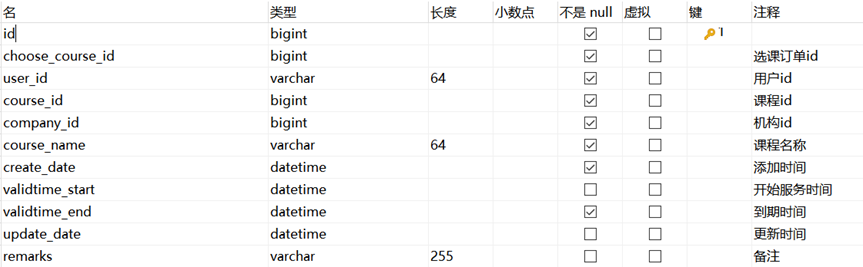 名 类型 长度 小数点 不是 null 虚拟 键 注释
id bigint 1
choose_course_id bigint 选课订单id
user_id varchar 64 用户id
course_id bigint 课程id
company_id bigint 机构id
course_name varchar 64 课程名称
create_date datetime 添加时间
validtime_start datetime 开始服务时间
validtime_end datetime 到期时间
update_date datetime 更新时间
remarks varchar 255 备注